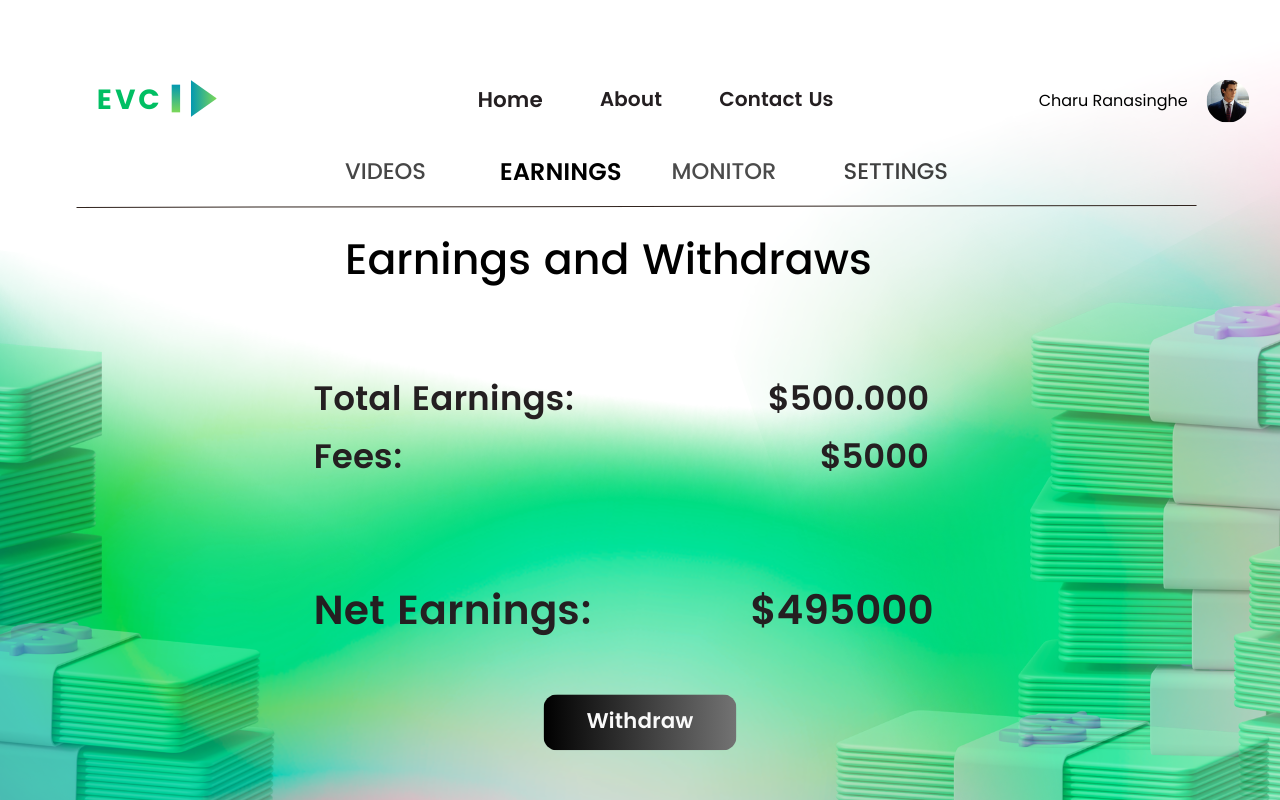 EVC
Home About Contact Us
Charu Ranasinghe
VIDEOS EARNINGS MONITOR SETTINGS
Earnings and Withdraws
Total Earnings: $500.000
Fees: $5000
Net Earnings: $495000
Withdraw